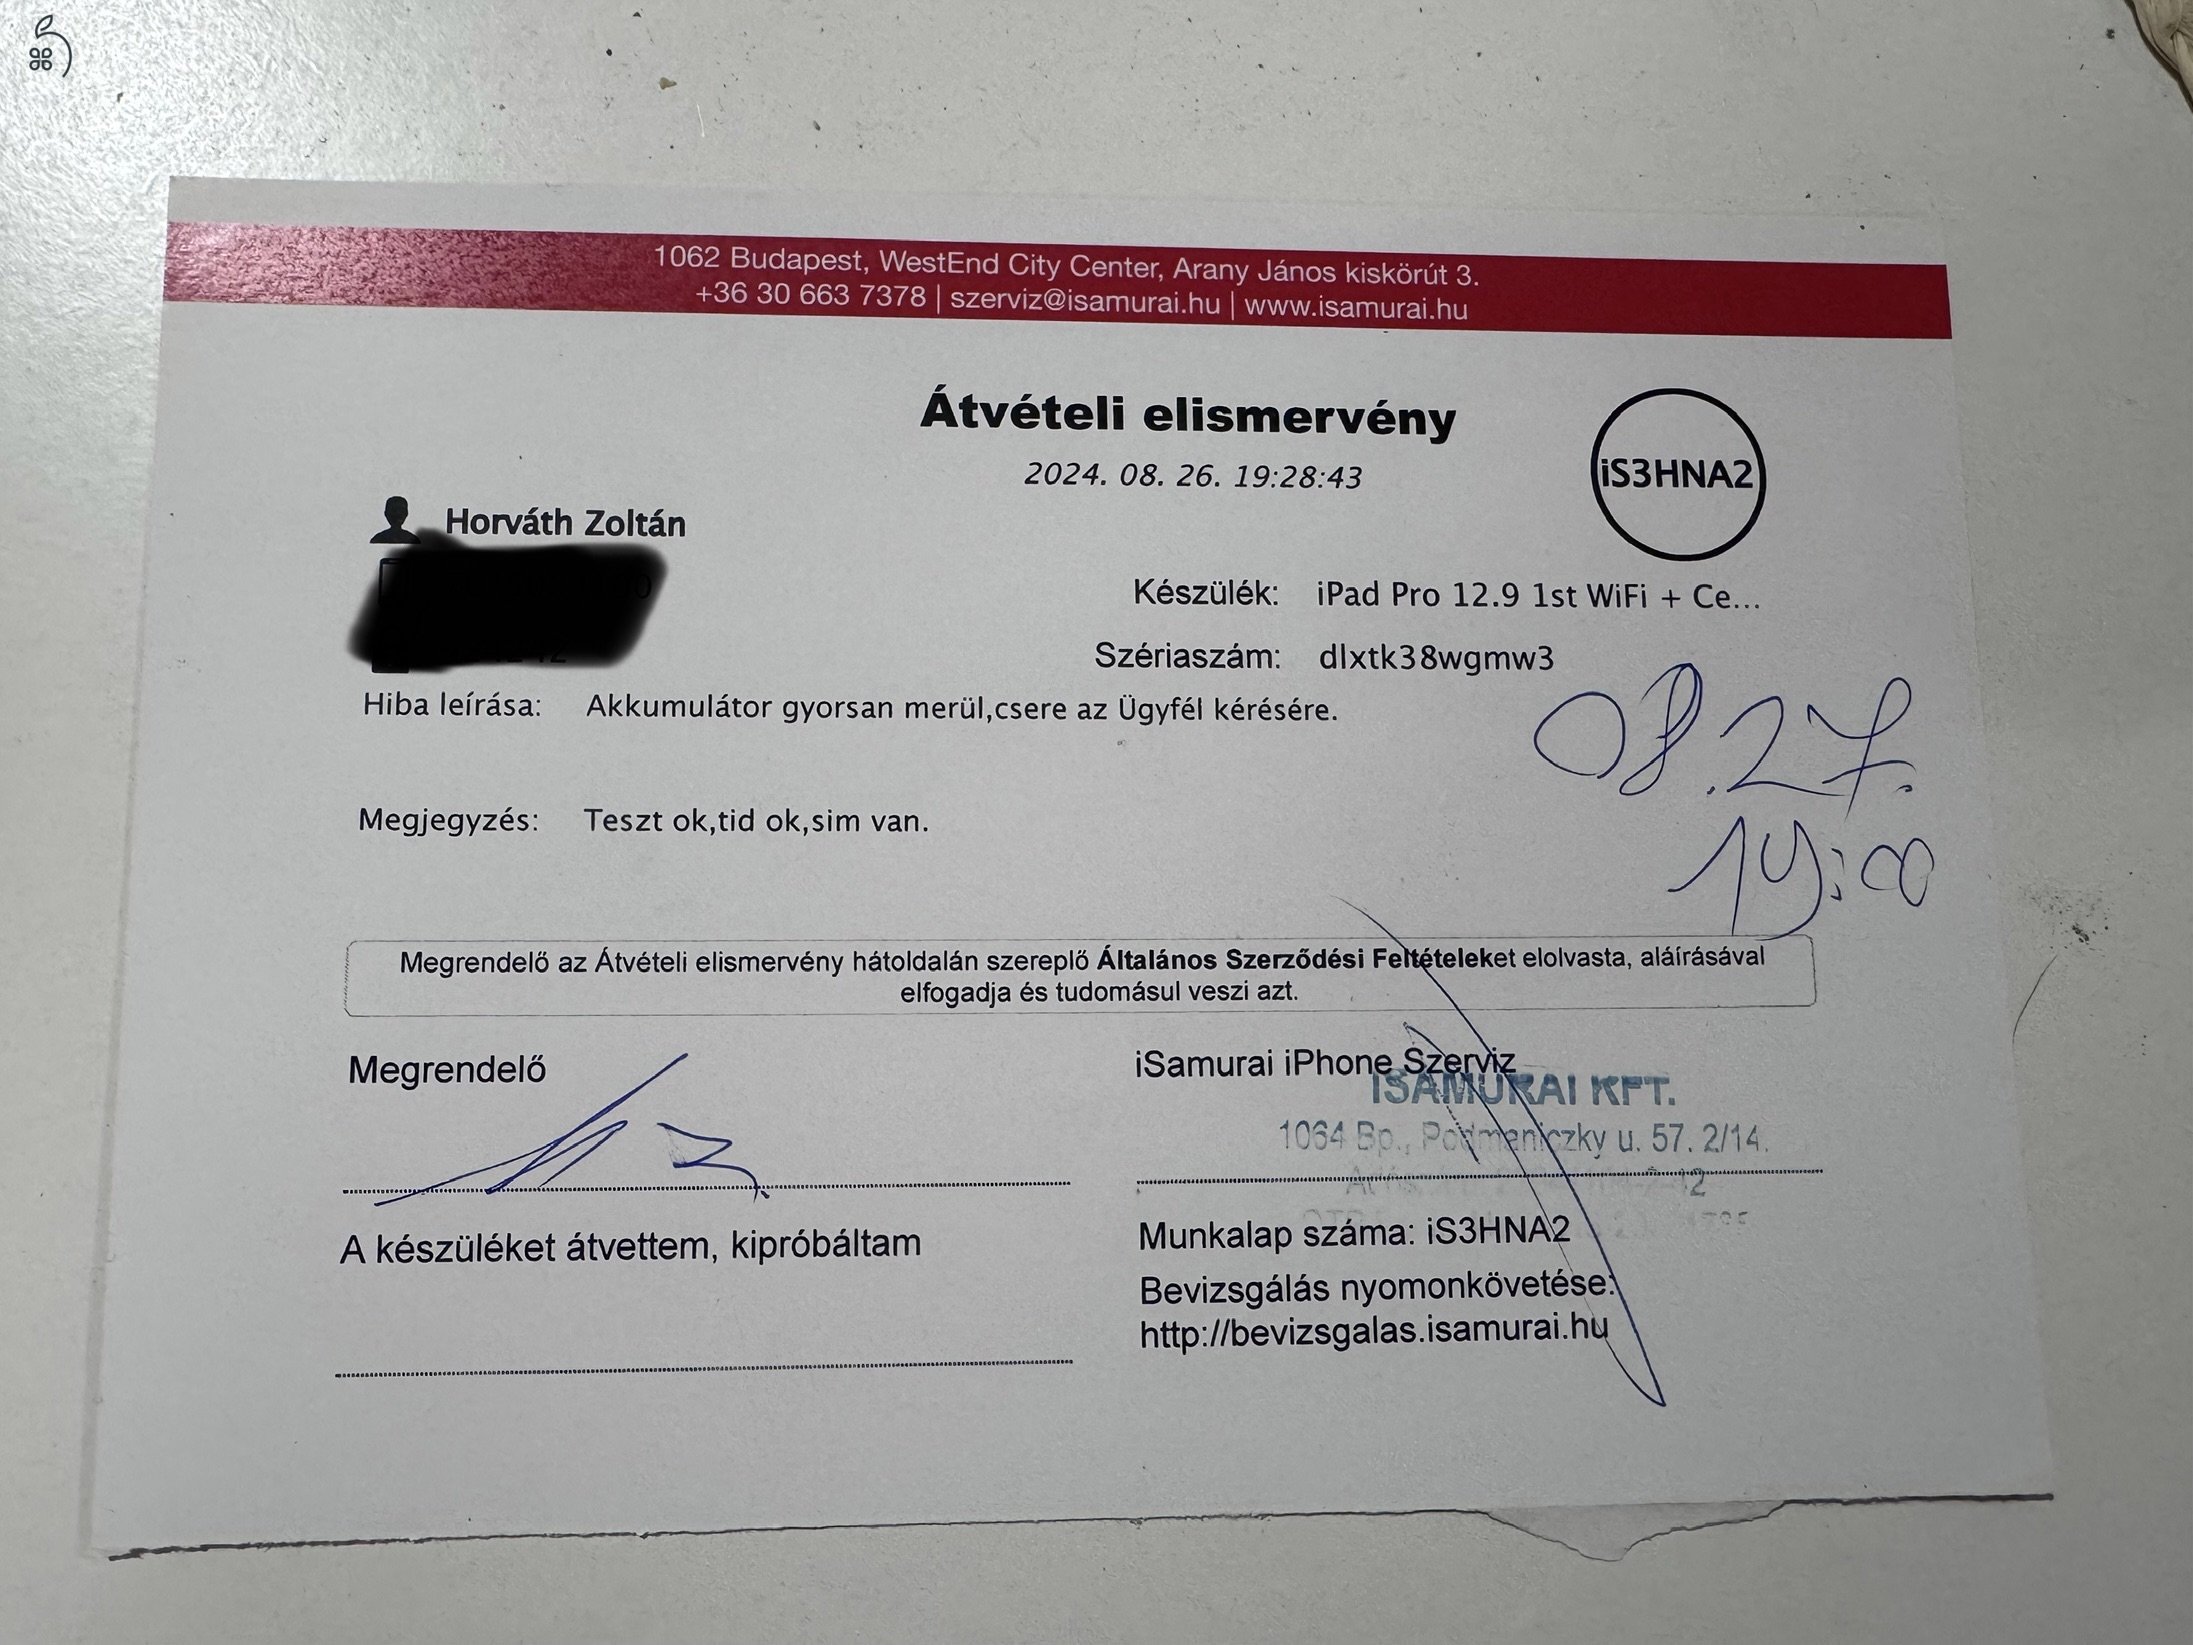 1062 Budapest, WestEnd City Center, Arany János kiskörút 3.
+36 30 663 7378 | szerviz@isamurai.hu | www.isamurai.hu
Átvételi elismervény
2024. 08. 26. 19:28:43
iS3HNA2
Horváth Zoltán
Készülék: iPad Pro 12.9 1st WiFi + Ce...
Szériaszám: dlxtk38wgmw3
Hiba leírása: Akkumulátor gyorsan merül,csere az Ügyfél kérésére.
08.27.
Megjegyzés: Teszt ok,tid ok,sim van.
Megrendelő az Átvételi elismervény hátoldalán szereplő Általános Szerződési Feltételeket elolvasta, aláírásával
elfogadja és tudomásul veszi azt.
Megrendelő
iSamurai iPhone Szerviz
ISAMURAI KFT.
1064 Bp., Podmaniczky u. 57. 2/14.
A készüléket átvettem, kipróbáltam
Munkalap száma: iS3HNA2
Bevizsgálás nyomonkövetése:
http://bevizsgalas.isamurai.hu